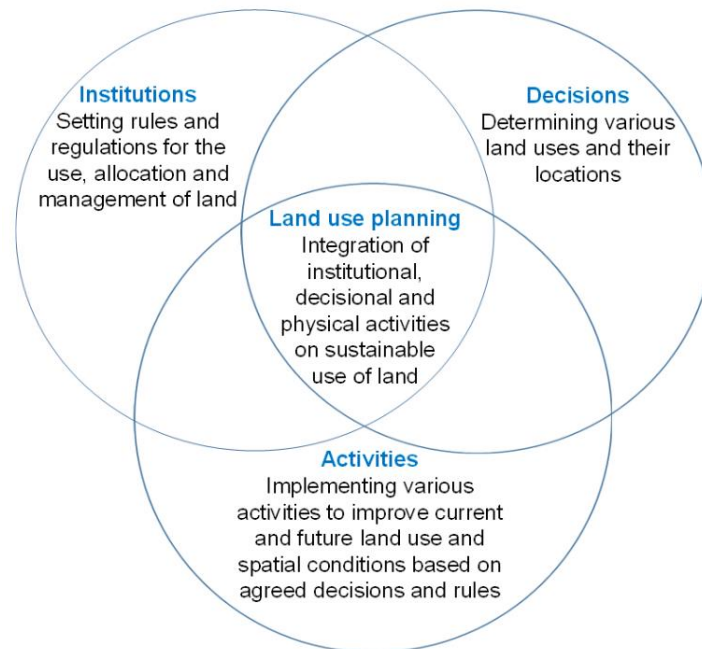 Institutions
Setting rules and
regulations for the
use, allocation and
management of land
Decisions
Determining various
land uses and their
locations
Land use planning
Integration of
institutional,
decisional and
physical activities
on sustainable
use of land
Activities
Implementing various
activities to improve current
and future land use and
spatial conditions based on
agreed decisions and rules